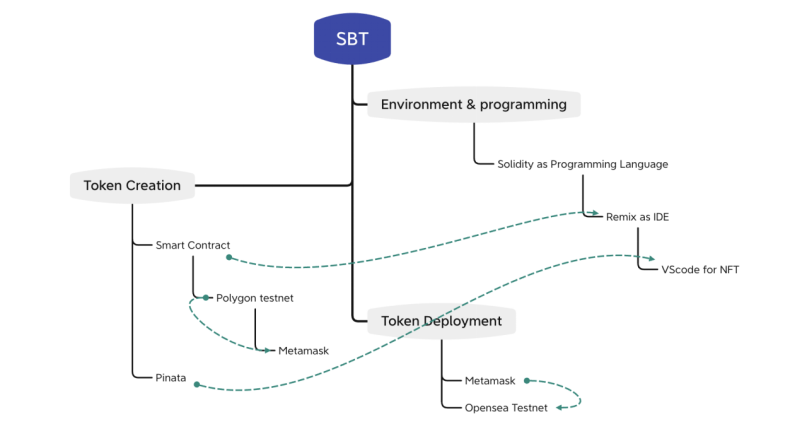 SBT
Environment & programming
Solidity as Programming Language
Remix as IDE
VScode for NFT
Token Creation
Smart Contract
Polygon testnet
Metamask
Pinata
Token Deployment
Metamask
Opensea Testnet